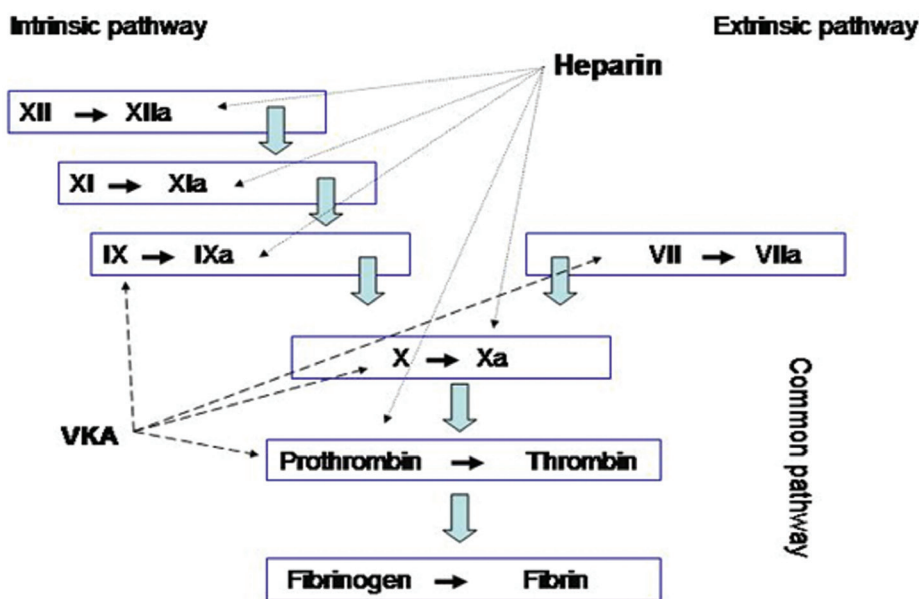 Intrinsic pathway
Extrinsic pathway
Heparin
XII → XIIa
XI → XIa
IX → IXa
VII → VIIa
X → Xa
Common pathway
VKA
Prothrombin → Thrombin
Fibrinogen → Fibrin